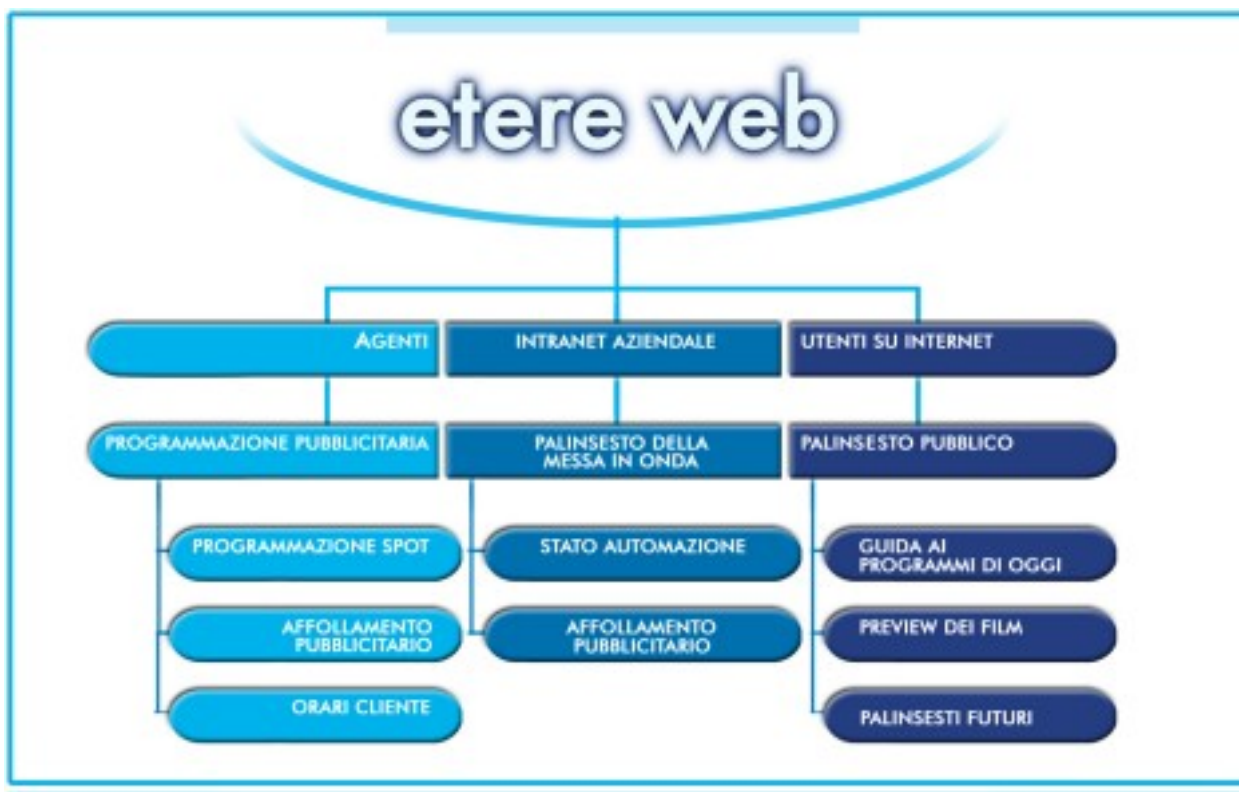 etere web
AGENTI
INTRANET AZIENDALE
UTENTI SU INTERNET
PROGRAMMAZIONE PUBBLICITARIA
PALINSESTO DELLA
MESSA IN ONDA
PALINSESTO PUBBLICO
PROGRAMMAZIONE SPOT
STATO AUTOMAZIONE
GUIDA AI
PROGRAMMI DI OGGI
AFFOLLAMENTO
PUBBLICITARIO
AFFOLLAMENTO
PUBBLICITARIO
PREVIEW DEI FILM
ORARI CLIENTE
PALINSESTI FUTURI